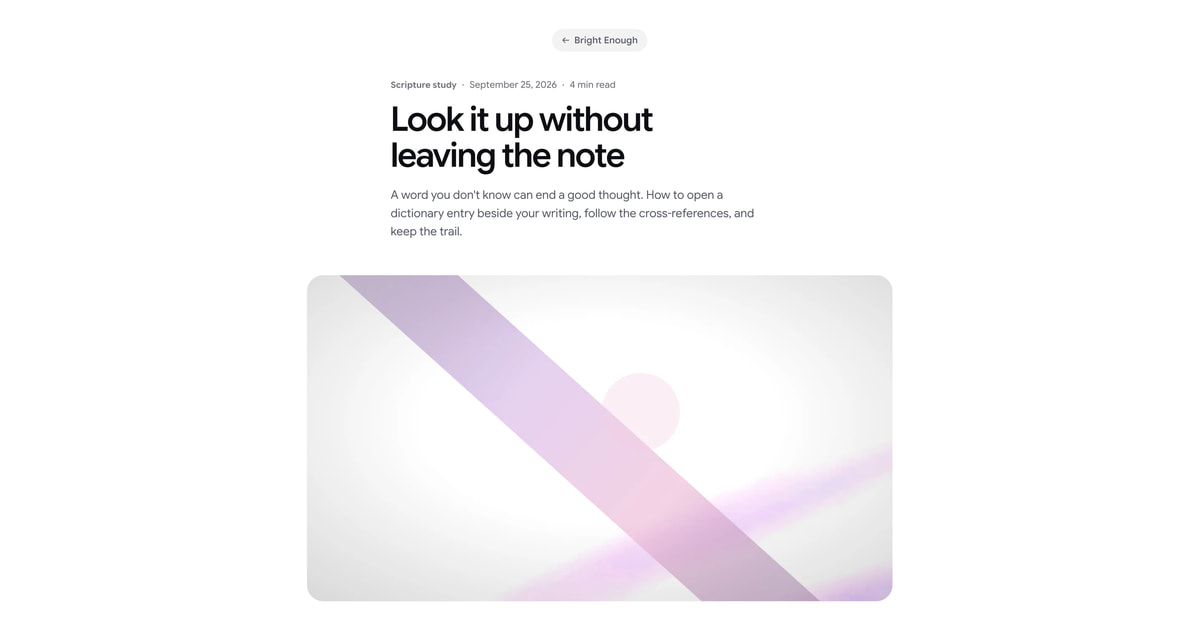 ← Bright Enough
Scripture study · September 25, 2026 · 4 min read
Look it up without
leaving the note
A word you don't know can end a good thought. How to open a
dictionary entry beside your writing, follow the cross-references, and
keep the trail.